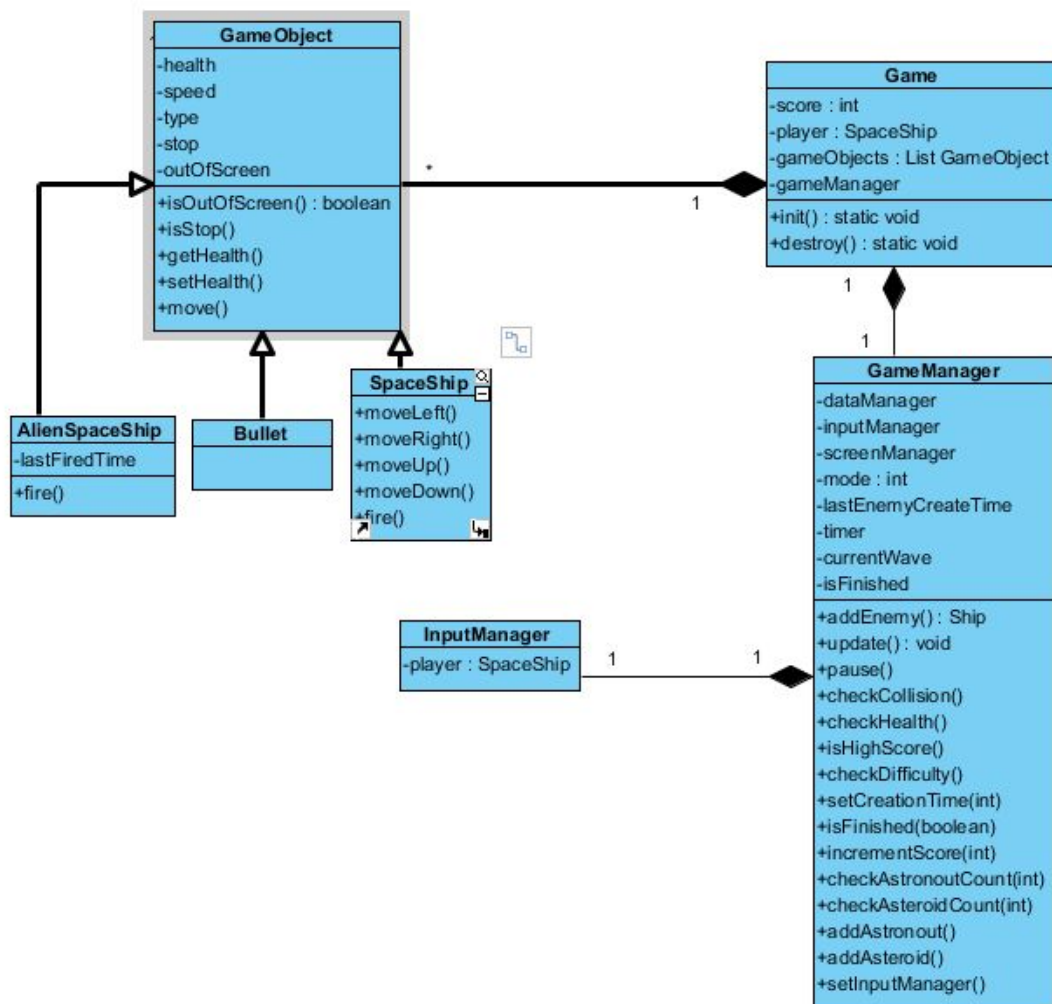 GameObject
-health
-speed
-type
-stop
-outOfScreen
+isOutOfScreen() : boolean
+isStop()
+getHealth()
+setHealth()
+move()
*
1
Game
-score : int
-player : SpaceShip
-gameObjects : List GameObject
-gameManager
+init() : static void
+destroy() : static void
1
1
AlienSpaceShip
-lastFiredTime
+fire()
Bullet
SpaceShip
+moveLeft()
+moveRight()
+moveUp()
+moveDown()
+fire()
InputManager
-player : SpaceShip
1
1
GameManager
-dataManager
-inputManager
-screenManager
-mode : int
-lastEnemyCreateTime
-timer
-currentWave
-isFinished
+addEnemy() : Ship
+update() : void
+pause()
+checkCollision()
+checkHealth()
+isHighScore()
+checkDifficulty()
+setCreationTime(int)
+isFinished(boolean)
+incrementScore(int)
+checkAstronoutCount(int)
+checkAsteroidCount(int)
+addAstronout()
+addAsteroid()
+setInputManager()